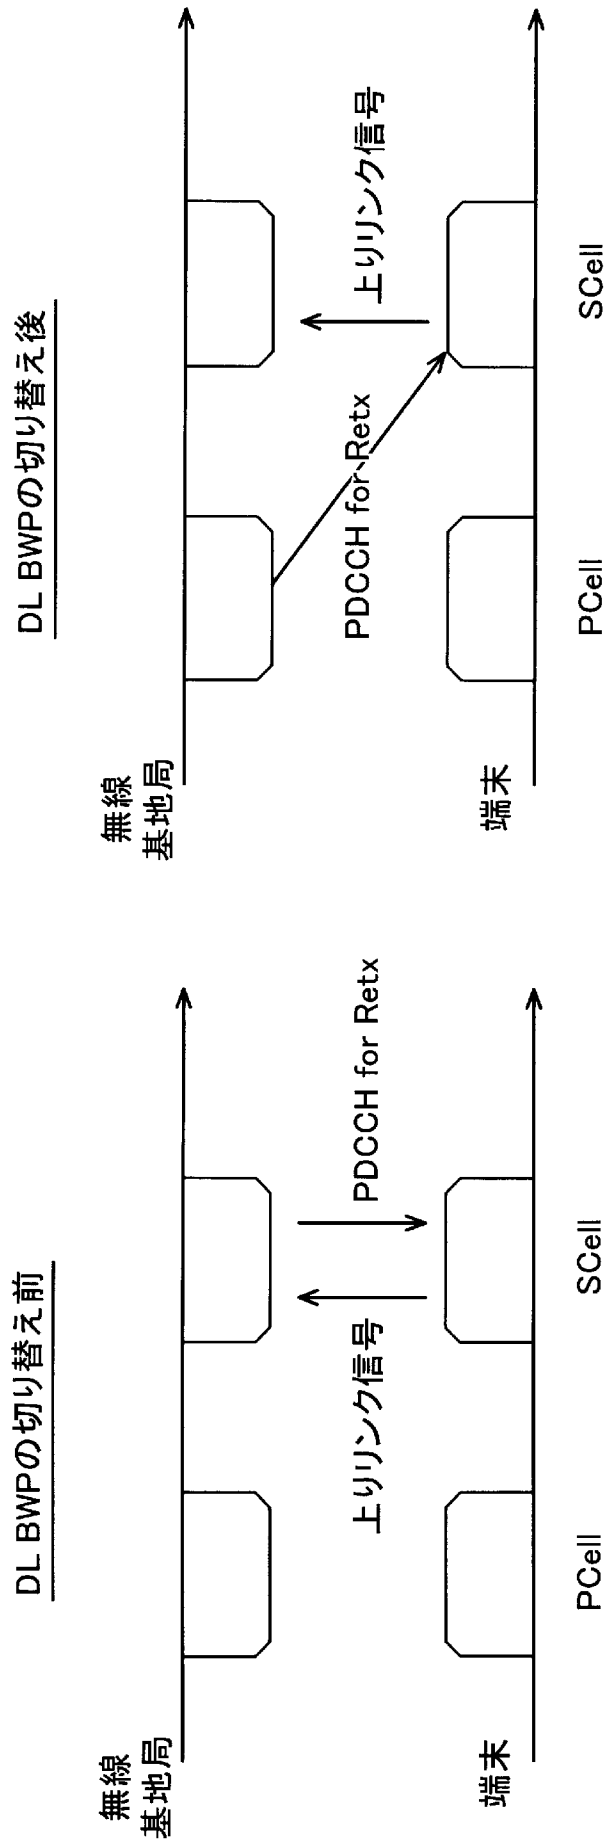 DL BWPの切り替え前
無線
基地局
上りリンク信号
PDCCH for Retx
端末
PCell
SCell
DL BWPの切り替え後
無線
基地局
PDCCH for Retx
上りリンク信号
端末
PCell
SCell